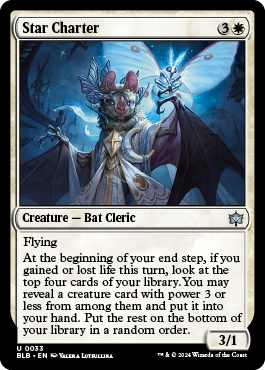 Star Charter 3
Creature — Bat Cleric
Flying
At the beginning of your end step, if you
gained or lost life this turn, look at the
top four cards of your library. You may
reveal a creature card with power 3 or
less from among them and put it into
your hand. Put the rest on the bottom of
your library in a random order.
3/1
U 0033
BLB • EN Valera Lutfullina
™ & © 2024 Wizards of the Coast